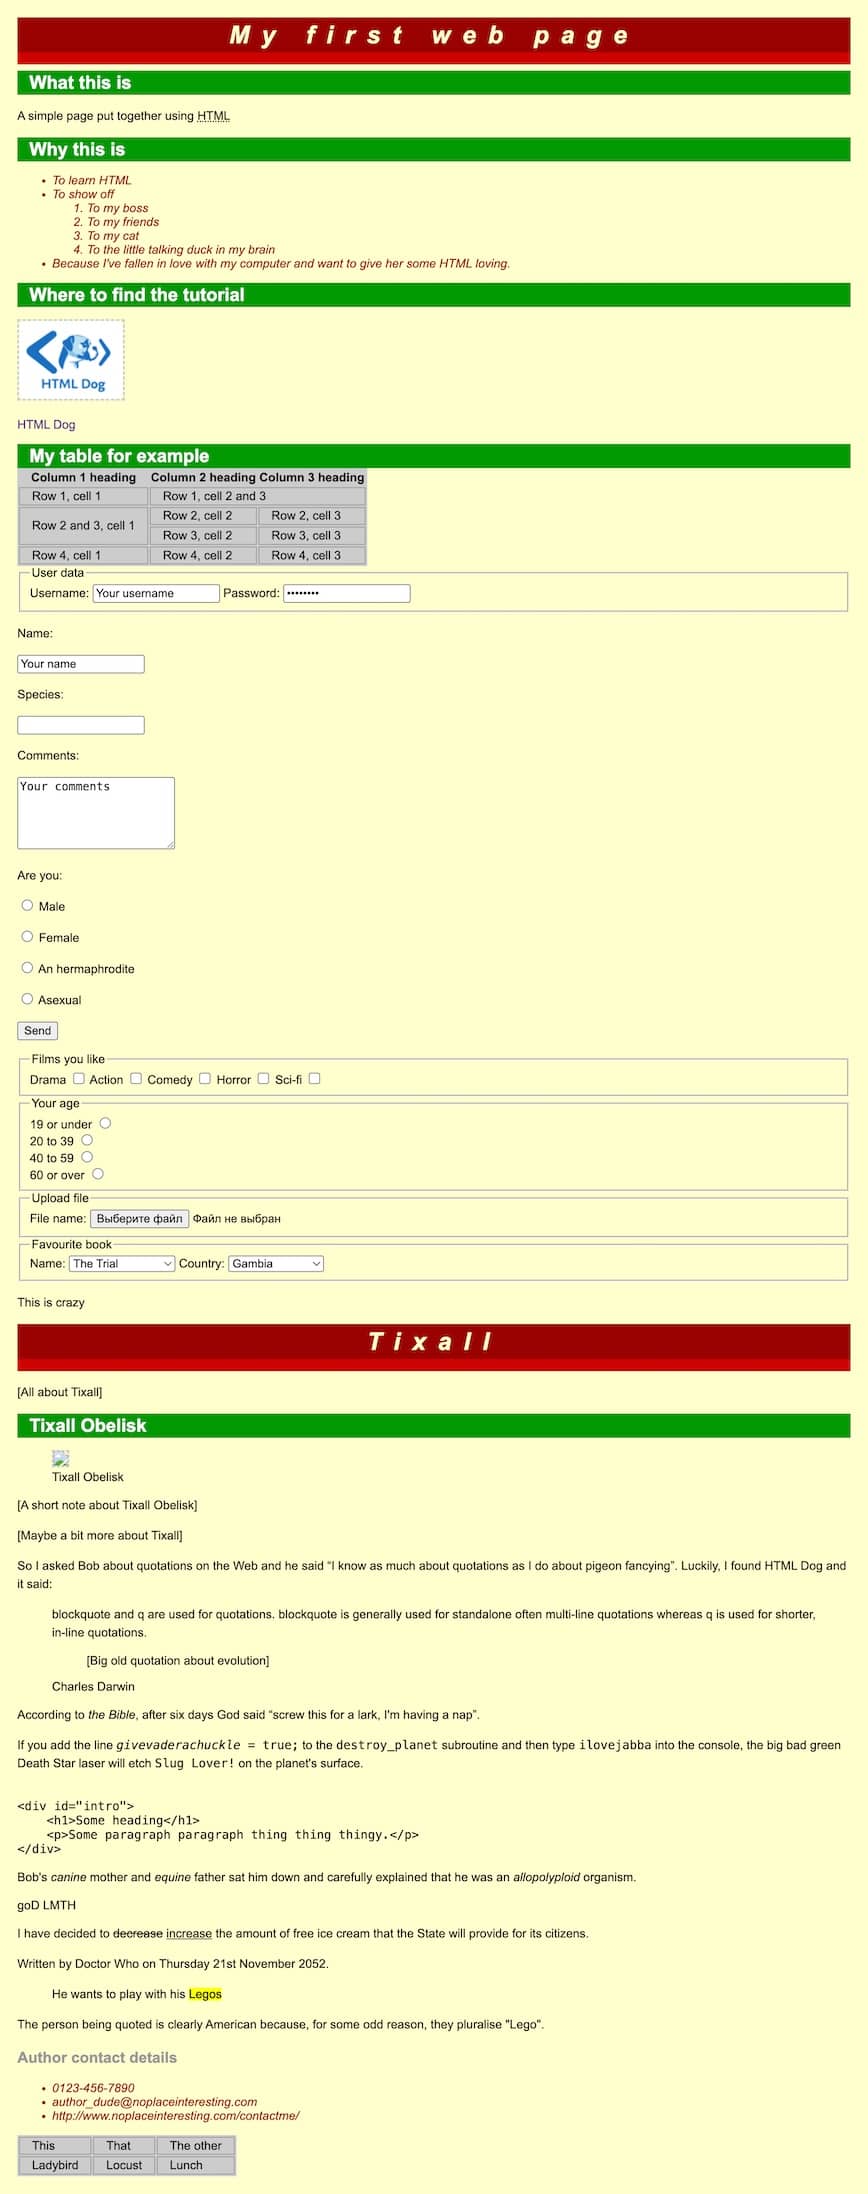 My first web page
What this is
A simple page put together using HTML
Why this is
• To learn HTML
• To show off
1. To my boss
2. To my friends
3. To my cat
4. To the little talking duck in my brain
• Because I've fallen in love with my computer and want to give her some HTML loving.
Where to find the tutorial
HTML Dog
HTML Dog
My table for example
Column 1 heading Column 2 heading Column 3 heading
Row 1, cell 1 Row 1, cell 2 and 3
Row 2 and 3, cell 1 Row 2, cell 2 Row 2, cell 3
Row 3, cell 2 Row 3, cell 3
Row 4, cell 1 Row 4, cell 2 Row 4, cell 3
User data
Username: Your username Password: ••••••••
Name:
Your name
Species:
Comments:
Your comments
Are you:
Male
Female
An hermaphrodite
Asexual
Send
Films you like
Drama Action Comedy Horror Sci-fi
Your age
19 or under
20 to 39
40 to 59
60 or over
Upload file
File name: Выберите файл Файл не выбран
Favourite book
Name: The Trial Country: Gambia
This is crazy
Tixall
[All about Tixall]
Tixall Obelisk
Tixall Obelisk
[A short note about Tixall Obelisk]
[Maybe a bit more about Tixall]
So I asked Bob about quotations on the Web and he said “I know as much about quotations as I do about pigeon fancying”. Luckily, I found HTML Dog and
it said:
blockquote and q are used for quotations. blockquote is generally used for standalone often multi-line quotations whereas q is used for shorter,
in-line quotations.
[Big old quotation about evolution]
Charles Darwin
According to the Bible, after six days God said “screw this for a lark, I'm having a nap”.
If you add the line givevaderachuckle = true; to the destroy_planet subroutine and then type ilovejabba into the console, the big bad green
Death Star laser will etch Slug Lover! on the planet's surface.
<div id="intro">
    <h1>Some heading</h1>
    <p>Some paragraph paragraph thing thing thingy.</p>
</div>
Bob's canine mother and equine father sat him down and carefully explained that he was an allopolyploid organism.
goD LMTH
I have decided to decrease increase the amount of free ice cream that the State will provide for its citizens.
Written by Doctor Who on Thursday 21st November 2052.
He wants to play with his Legos
The person being quoted is clearly American because, for some odd reason, they pluralise "Lego".
Author contact details
• 0123-456-7890
• author_dude@noplaceinteresting.com
• http://www.noplaceinteresting.com/contactme/
This That The other
Ladybird Locust Lunch